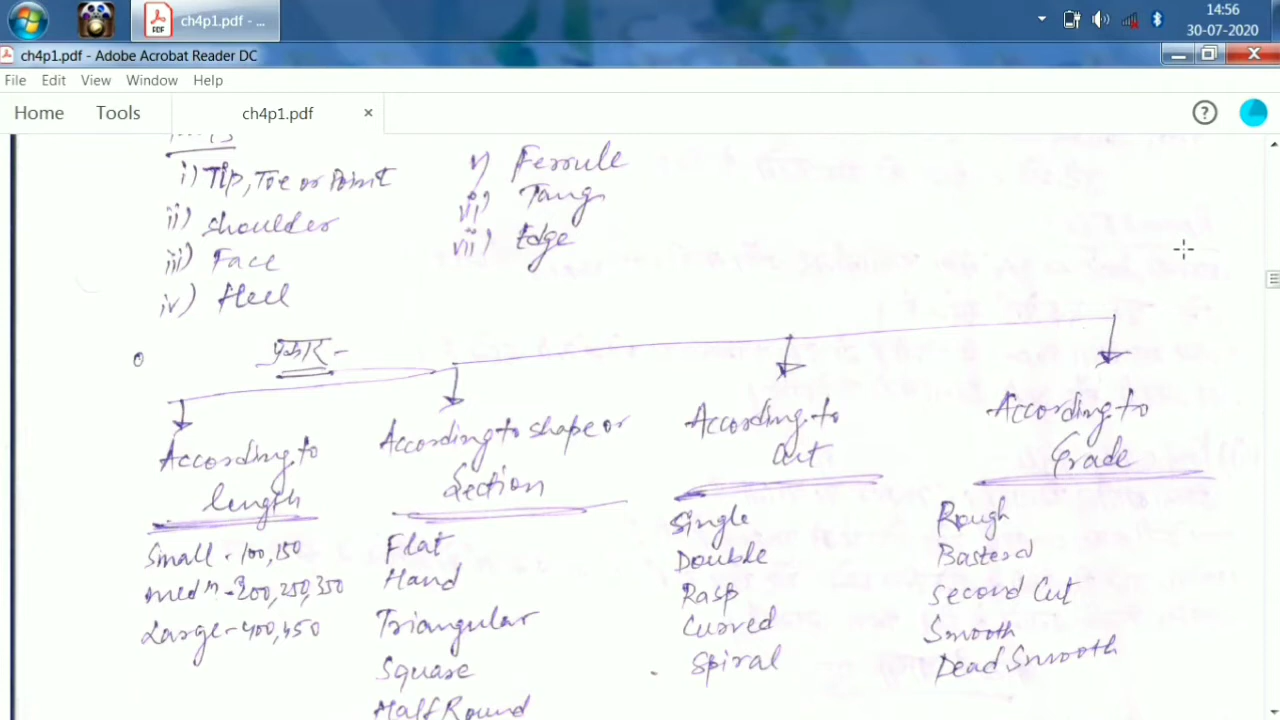 14:56
ch4p1.pdf - ...
30-07-2020
ch4p1.pdf - Adobe Acrobat Reader DC
File Edit View Window Help
Home Tools ch4p1.pdf ×
i) Tip, Toe or Point
ii) Shoulder
iii) Face
iv) Heel
v) Ferrule
vi) Tang
vii) Edge
प्रकार -
According to
length
Small - 100, 150
medm - 200, 250, 350
Large - 400, 450
According to shape or
Section
Flat
Hand
Triangular
Square
Half Round
According to
Cut
Single
Double
Rasp
Curved
Spiral
According to
Grade
Rough
Basterd
Second Cut
Smooth
Dead Smooth